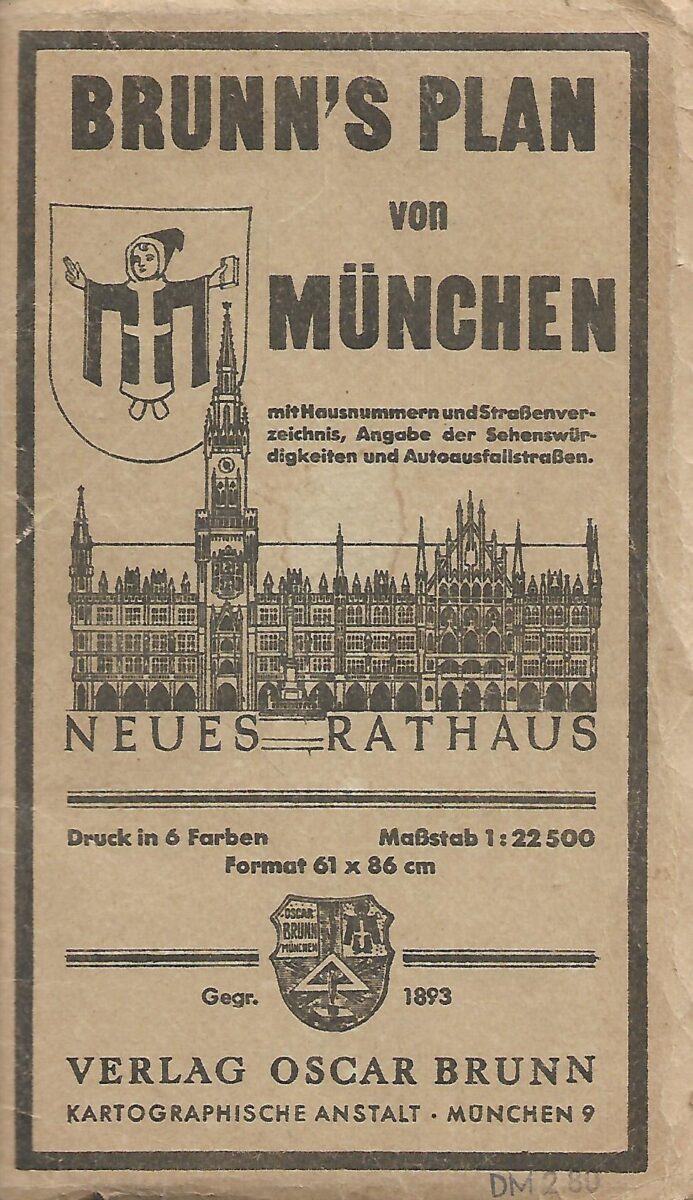 BRUNN'S PLAN
von
MÜNCHEN
mit Hausnummern und Straßenver-
zeichnis, Angabe der Sehenswür-
digkeiten und Autoausfallstraßen.
NEUES RATHAUS
Druck in 6 Farben Maßstab 1:22500
Format 61 x 86 cm
OSCAR
BRUNN
MÜNCHEN
Gegr. 1893
VERLAG OSCAR BRUNN
KARTOGRAPHISCHE ANSTALT · MÜNCHEN 9
DM 2 80